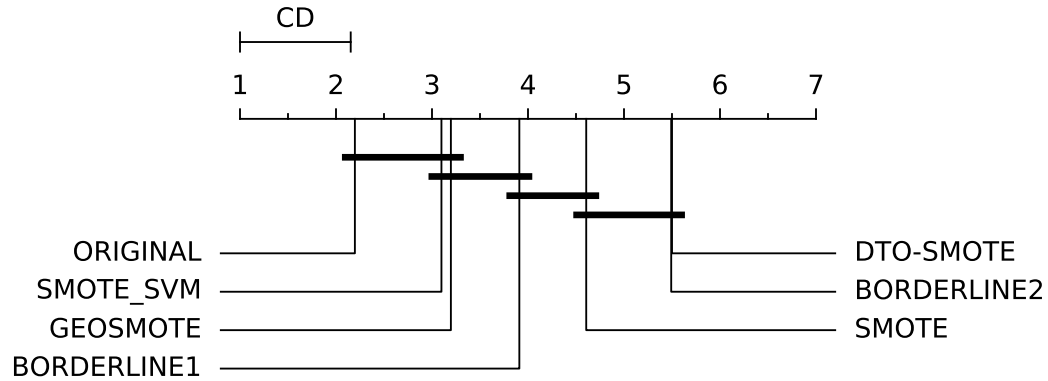 CD
1 2 3 4 5 6 7
ORIGINAL DTO-SMOTE
SMOTE_SVM BORDERLINE2
GEOSMOTE SMOTE
BORDERLINE1